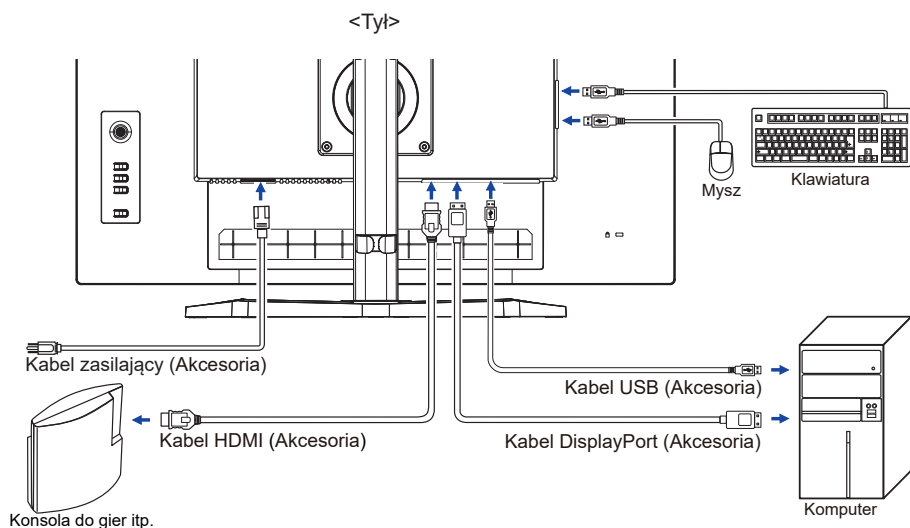 <Tył>
Mysz
Klawiatura
Kabel zasilający (Akcesoria)
Kabel USB (Akcesoria)
Kabel HDMI (Akcesoria)
Kabel DisplayPort (Akcesoria)
Konsola do gier itp.
Komputer